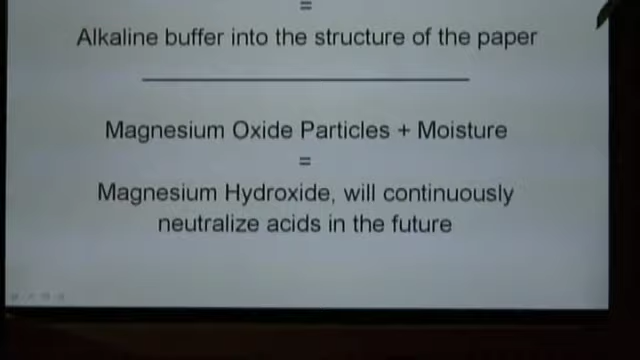 =
Alkaline buffer into the structure of the paper
Magnesium Oxide Particles + Moisture
=
Magnesium Hydroxide, will continuously
neutralize acids in the future